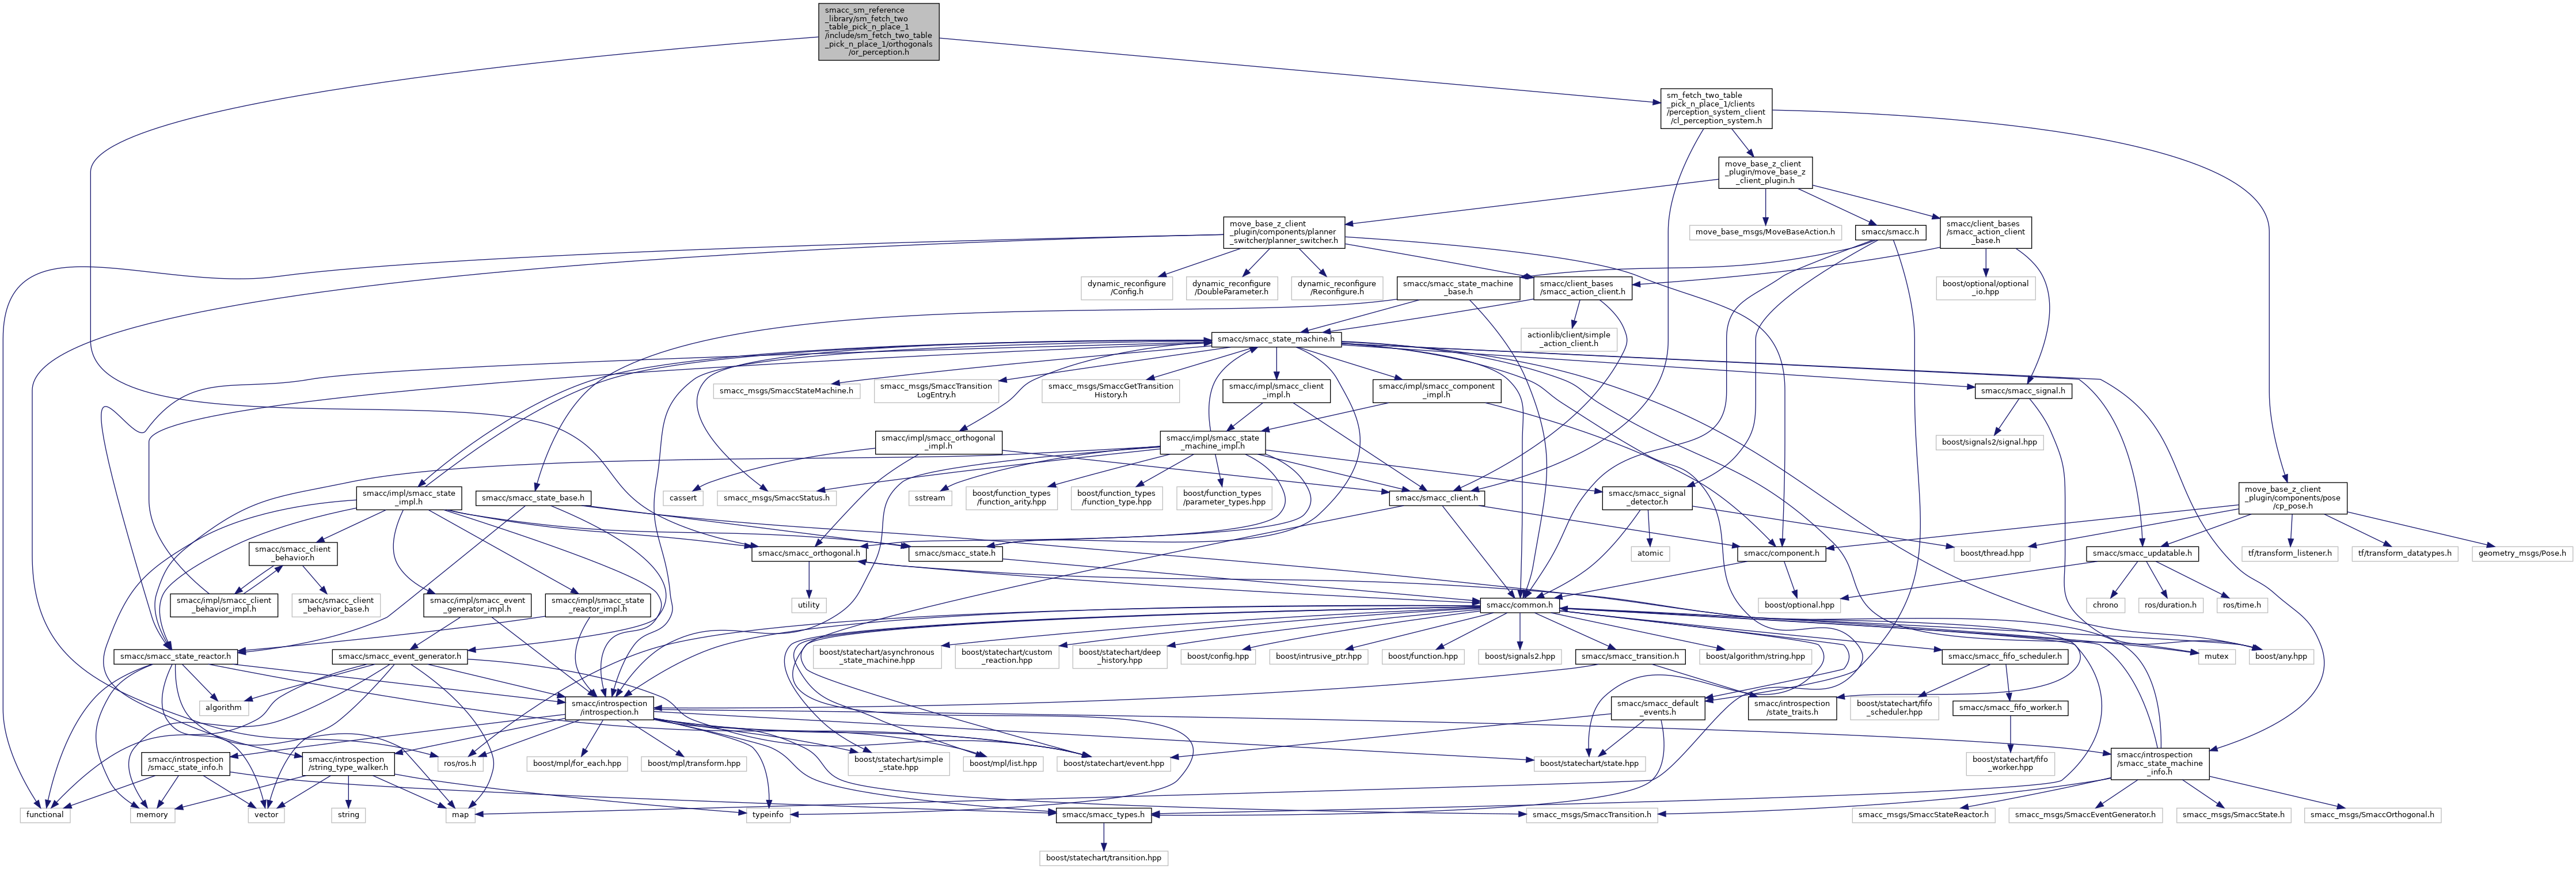 smacc_sm_reference
_library/sm_fetch_two
_table_pick_n_place_1
/include/sm_fetch_two_table
_pick_n_place_1/orthogonals
/or_perception.h
sm_fetch_two_table
_pick_n_place_1/clients
/perception_system_client
/cl_perception_system.h
move_base_z_client
_plugin/move_base_z
_client_plugin.h
move_base_z_client
_plugin/components/planner
_switcher/planner_switcher.h
move_base_msgs/MoveBaseAction.h
smacc/smacc.h
smacc/client_bases
/smacc_action_client
_base.h
dynamic_reconfigure
/Config.h
dynamic_reconfigure
/DoubleParameter.h
dynamic_reconfigure
/Reconfigure.h
smacc/smacc_state_machine
_base.h
smacc/client_bases
/smacc_action_client.h
boost/optional/optional
_io.hpp
actionlib/client/simple
_action_client.h
smacc/smacc_state_machine.h
smacc_msgs/SmaccStateMachine.h
smacc_msgs/SmaccTransition
LogEntry.h
smacc_msgs/SmaccGetTransition
History.h
smacc/impl/smacc_client
_impl.h
smacc/impl/smacc_component
_impl.h
smacc/smacc_signal.h
smacc/impl/smacc_orthogonal
_impl.h
smacc/impl/smacc_state
_machine_impl.h
boost/signals2/signal.hpp
smacc/impl/smacc_state
_impl.h
smacc/smacc_state_base.h
cassert
smacc_msgs/SmaccStatus.h
sstream
boost/function_types
/function_arity.hpp
boost/function_types
/function_type.hpp
boost/function_types
/parameter_types.hpp
smacc/smacc_client.h
smacc/smacc_signal
_detector.h
move_base_z_client
_plugin/components/pose
/cp_pose.h
smacc/smacc_client
_behavior.h
smacc/smacc_orthogonal.h
smacc/smacc_state.h
atomic
smacc/component.h
boost/thread.hpp
smacc/smacc_updatable.h
tf/transform_listener.h
tf/transform_datatypes.h
geometry_msgs/Pose.h
smacc/impl/smacc_client
_behavior_impl.h
smacc/smacc_client
_behavior_base.h
smacc/impl/smacc_event
_generator_impl.h
smacc/impl/smacc_state
_reactor_impl.h
utility
smacc/common.h
boost/optional.hpp
chrono
ros/duration.h
ros/time.h
smacc/smacc_state_reactor.h
smacc/smacc_event_generator.h
boost/statechart/asynchronous
_state_machine.hpp
boost/statechart/custom
_reaction.hpp
boost/statechart/deep
_history.hpp
boost/config.hpp
boost/intrusive_ptr.hpp
boost/function.hpp
boost/signals2.hpp
smacc/smacc_transition.h
boost/algorithm/string.hpp
smacc/smacc_fifo_scheduler.h
mutex
boost/any.hpp
algorithm
smacc/introspection
/introspection.h
smacc/smacc_default
_events.h
smacc/introspection
/state_traits.h
boost/statechart/fifo
_scheduler.hpp
smacc/smacc_fifo_worker.h
smacc/introspection
/smacc_state_info.h
smacc/introspection
/string_type_walker.h
ros/ros.h
boost/mpl/for_each.hpp
boost/mpl/transform.hpp
boost/statechart/simple
_state.hpp
boost/mpl/list.hpp
boost/statechart/event.hpp
boost/statechart/state.hpp
boost/statechart/fifo
_worker.hpp
smacc/introspection
/smacc_state_machine
_info.h
functional
memory
vector
string
map
typeinfo
smacc/smacc_types.h
smacc_msgs/SmaccTransition.h
smacc_msgs/SmaccStateReactor.h
smacc_msgs/SmaccEventGenerator.h
smacc_msgs/SmaccState.h
smacc_msgs/SmaccOrthogonal.h
boost/statechart/transition.hpp